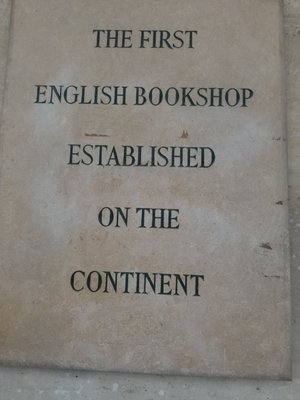 THE FIRST
ENGLISH BOOKSHOP
ESTABLISHED
ON THE
CONTINENT